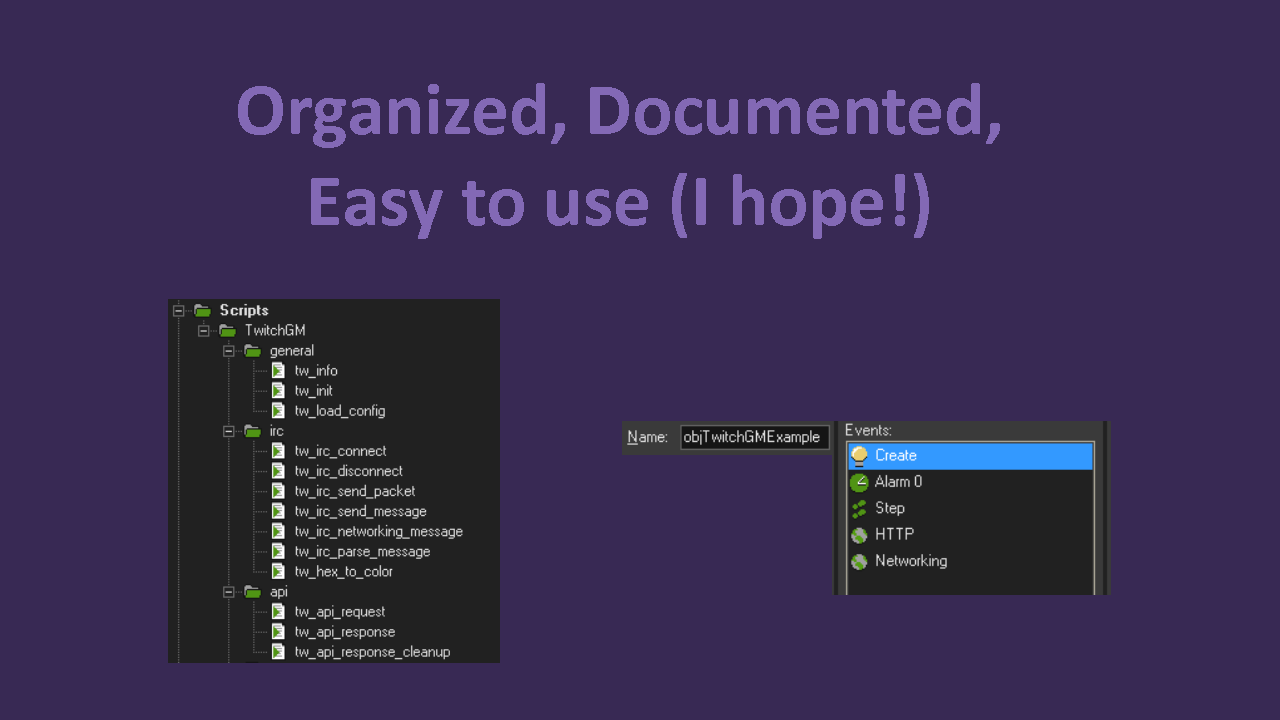 Organized, Documented,
Easy to use (I hope!)
Scripts
TwitchGM
general
tw_info
tw_init
tw_load_config
irc
tw_irc_connect
tw_irc_disconnect
tw_irc_send_packet
tw_irc_send_message
tw_irc_networking_message
tw_irc_parse_message
tw_hex_to_color
api
tw_api_request
tw_api_response
tw_api_response_cleanup
Name: objTwitchGMExample
Events:
Create
Alarm 0
Step
HTTP
Networking